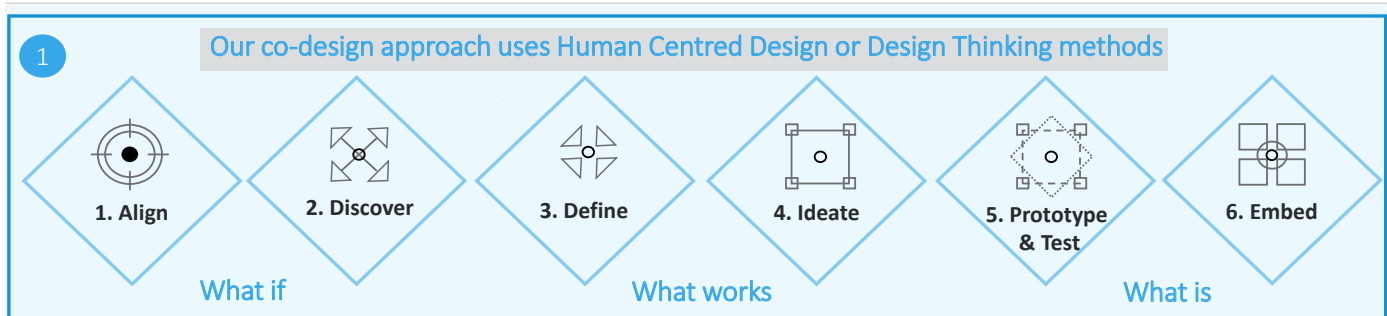 1
Our co-design approach uses Human Centred Design or Design Thinking methods
1. Align
2. Discover
3. Define
4. Ideate
5. Prototype
& Test
6. Embed
What if
What works
What is